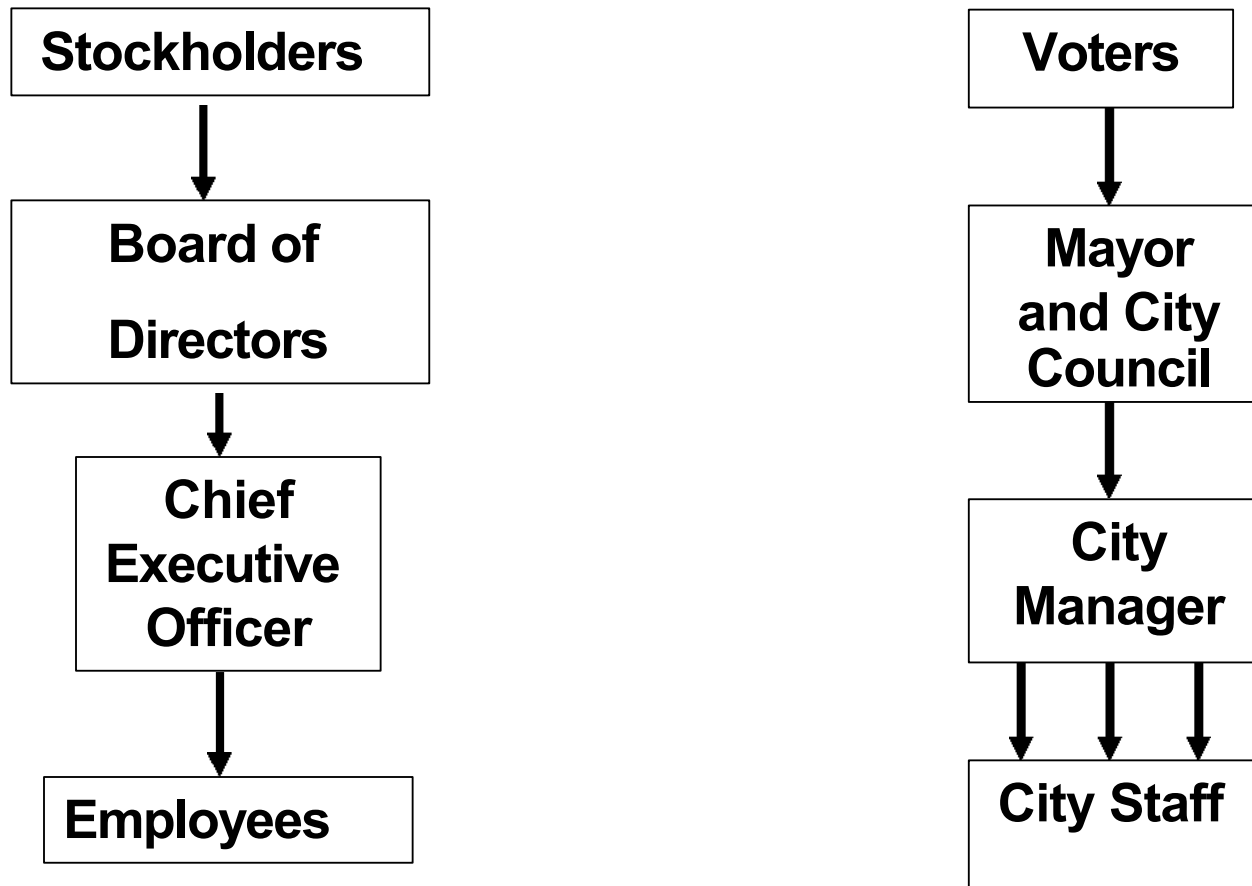 Stockholders
Board of
Directors
Chief
Executive
Officer
Employees
Voters
Mayor
and City
Council
City
Manager
City Staff